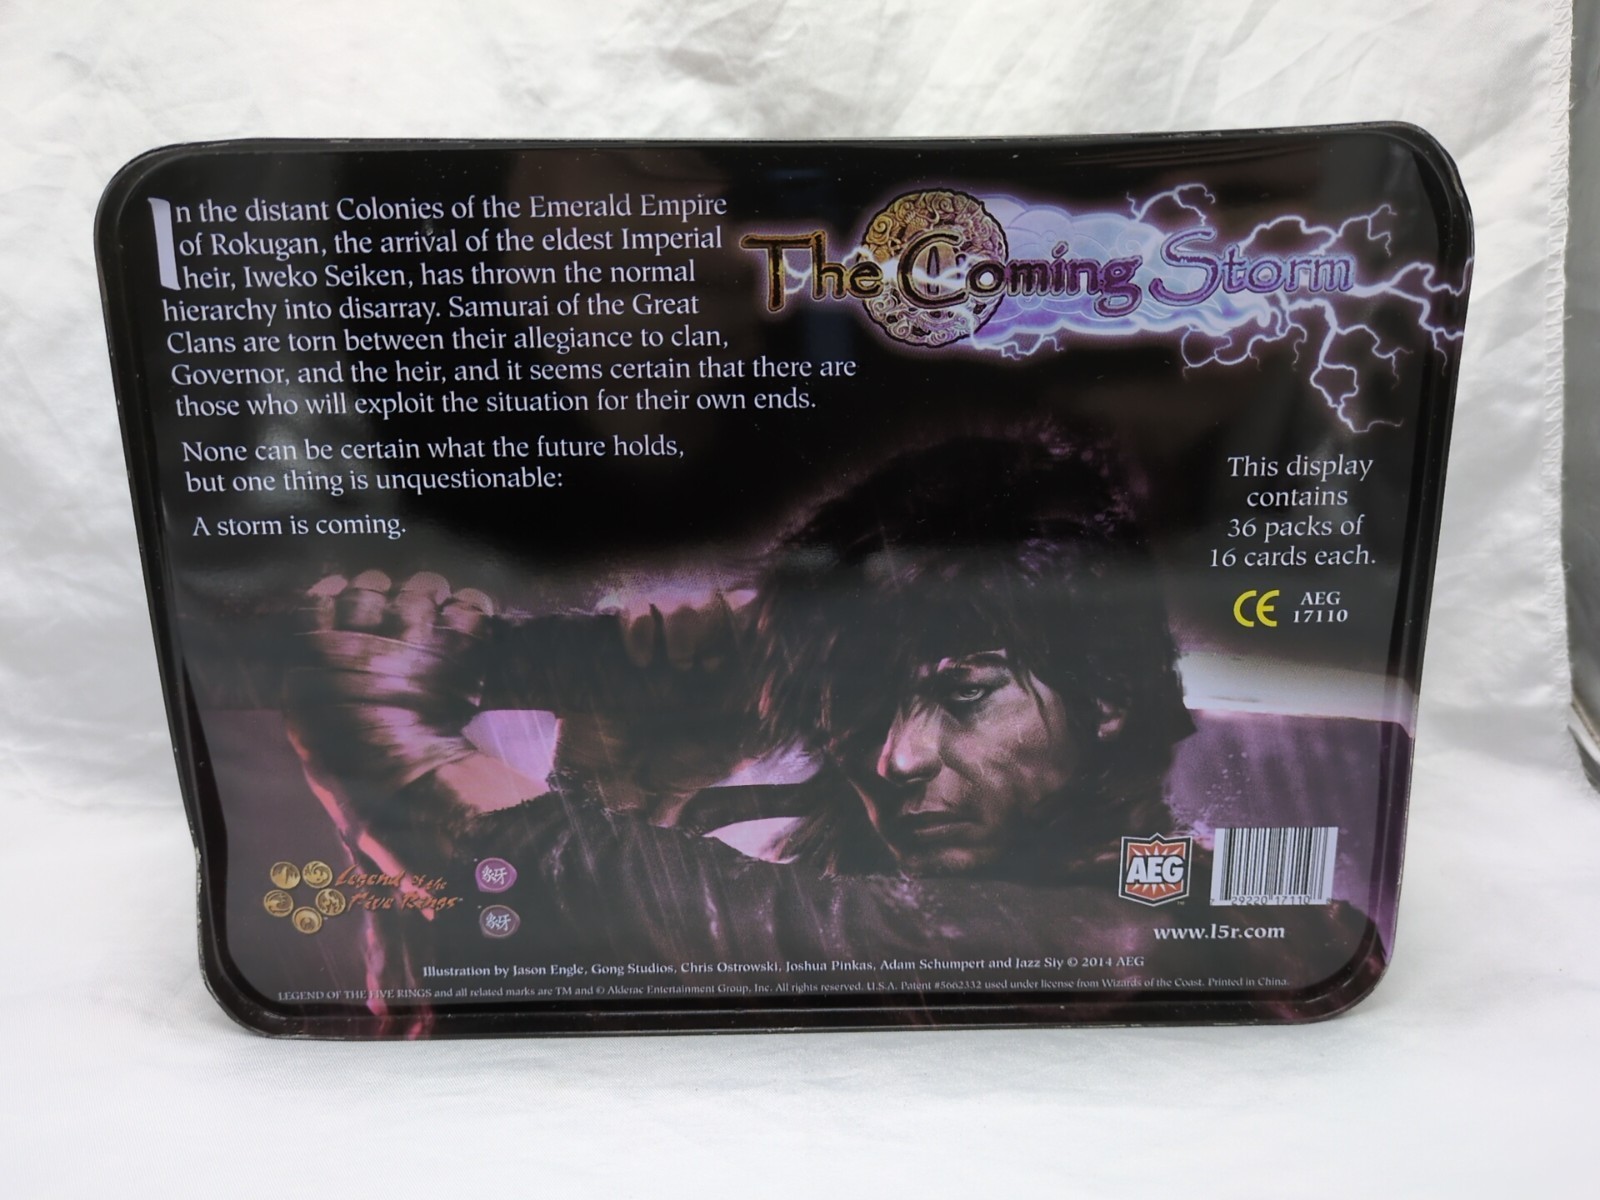 In the distant Colonies of the Emerald Empire
of Rokugan, the arrival of the eldest Imperial
heir, Iweko Seiken, has thrown the normal
hierarchy into disarray. Samurai of the Great
Clans are torn between their allegiance to clan,
Governor, and the heir, and it seems certain that there are
those who will exploit the situation for their own ends.
None can be certain what the future holds,
but one thing is unquestionable:
A storm is coming.
The Coming Storm
This display
contains
36 packs of
16 cards each.
CE AEG
17110
Legend of the
Five Rings
AEG
29220 17110
www.l5r.com
Illustration by Jason Engle, Gong Studios, Chris Ostrowski, Joshua Pinkas, Adam Schumpert and Jazz Siy © 2014 AEG
LEGEND OF THE FIVE RINGS and all related marks are TM and © Alderac Entertainment Group, Inc. All rights reserved. U.S.A. Patent #5662332 used under license from Wizards of the Coast. Printed in China.